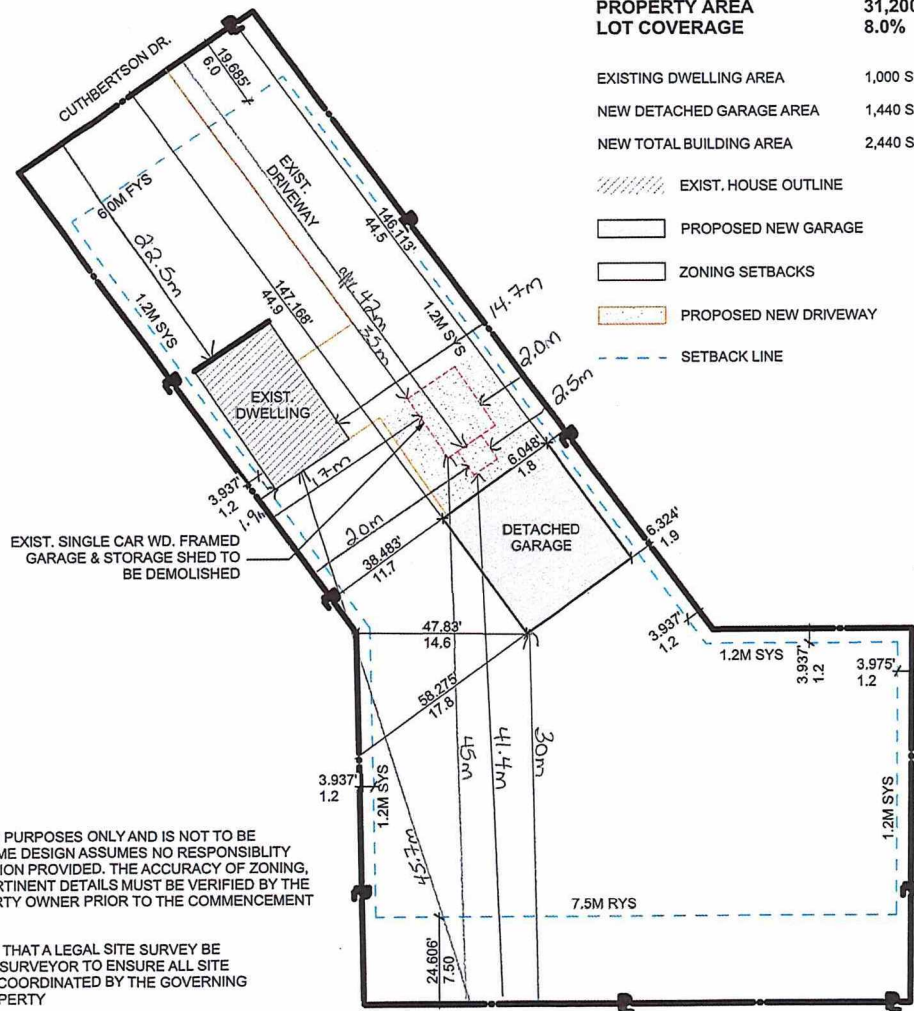 PROPERTY AREA 31,200
LOT COVERAGE 8.0%
EXISTING DWELLING AREA 1,000 S
NEW DETACHED GARAGE AREA 1,440 S
NEW TOTAL BUILDING AREA 2,440 S
EXIST. HOUSE OUTLINE
PROPOSED NEW GARAGE
ZONING SETBACKS
PROPOSED NEW DRIVEWAY
SETBACK LINE
CUTHBERTSON DR.
19.685'
6.0
6.0M FYS
EXIST.
DRIVEWAY
146.113'
44.5
22.5m
147.168'
44.9
42m
35m
1.2M SYS
1.2M SYS
14.7m
2.0m
2.5m
EXIST.
DWELLING
6.048'
1.8
17m
3.937'
1.2
1.9m
20m
DETACHED
GARAGE
6.324'
1.9
EXIST. SINGLE CAR WD. FRAMED
GARAGE & STORAGE SHED TO
BE DEMOLISHED
38.483'
11.7
47.83'
14.6
3.937'
1.2
1.2M SYS
3.937'
1.2
3.975'
1.2
58.275'
17.8
45m
41.4m
30m
3.937'
1.2
1.2M SYS
1.2M SYS
45.7m
7.5M RYS
24.606'
7.50
PURPOSES ONLY AND IS NOT TO BE
ME DESIGN ASSUMES NO RESPONSIBLITY
ION PROVIDED. THE ACCURACY OF ZONING,
RTINENT DETAILS MUST BE VERIFIED BY THE
RTY OWNER PRIOR TO THE COMMENCEMENT
THAT A LEGAL SITE SURVEY BE
SURVEYOR TO ENSURE ALL SITE
COORDINATED BY THE GOVERNING
PERTY